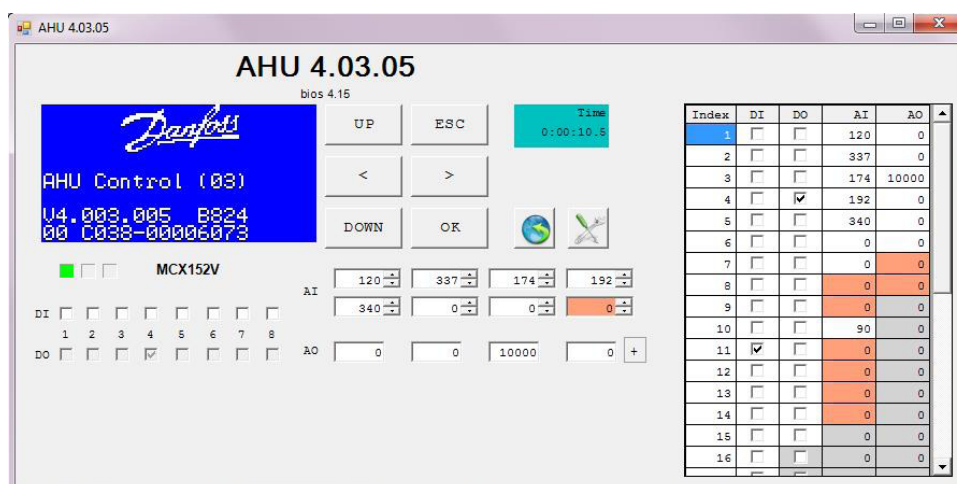 AHU 4.03.05
AHU 4.03.05
bios 4.15
Danfoss
AHU Control (03)
V4.003.005 B824
00 C038-00006073
UP ESC
< >
DOWN OK
Time
0:00:10.5
MCX152V
DI
1 2 3 4 5 6 7 8
DO
AI 120 337 174 192
340 0 0 0
AO 0 0 10000 0 +
Index DI DO AI AO
1 120 0
2 337 0
3 174 10000
4 192 0
5 340 0
6 0 0
7 0 0
8 0 0
9 0 0
10 90 0
11 0 0
12 0 0
13 0 0
14 0 0
15 0 0
16 0 0